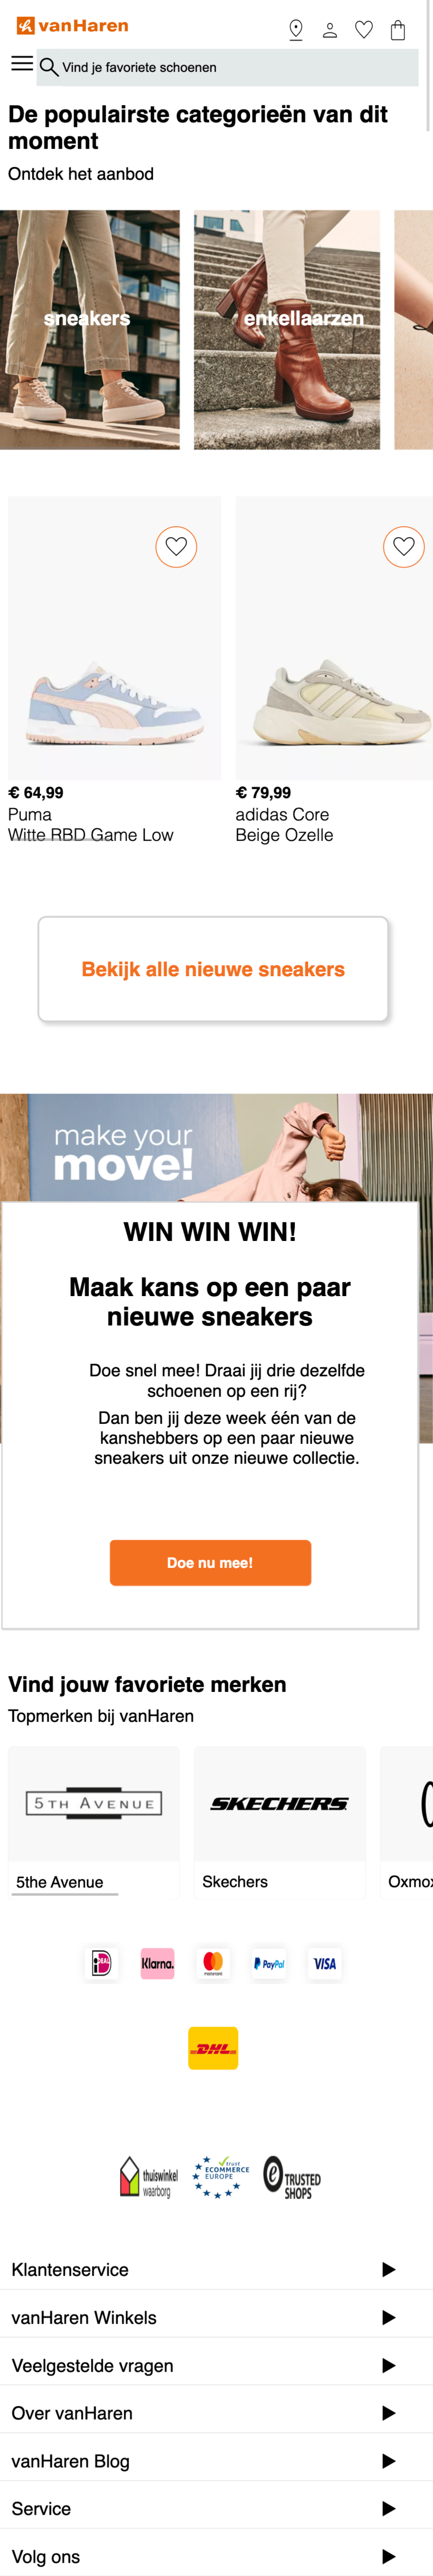 vanHaren
Vind je favoriete schoenen
De populairste categorieën van dit
moment
Ontdek het aanbod
sneakers
enkellaarzen
€ 64,99
Puma
Witte RBD Game Low
€ 79,99
adidas Core
Beige Ozelle
Bekijk alle nieuwe sneakers
make your
move!
WIN WIN WIN!
Maak kans op een paar
nieuwe sneakers
Doe snel mee! Draai jij drie dezelfde
schoenen op een rij?
Dan ben jij deze week één van de
kanshebbers op een paar nieuwe
sneakers uit onze nieuwe collectie.
Doe nu mee!
Vind jouw favoriete merken
Topmerken bij vanHaren
5TH AVENUE
SKECHERS
5the Avenue
Skechers
Oxmox
iDEAL
Klarna.
mastercard
PayPal
VISA
DHL
thuiswinkel
waarborg
trust
ECOMMERCE
EUROPE
e TRUSTED
SHOPS
Klantenservice
vanHaren Winkels
Veelgestelde vragen
Over vanHaren
vanHaren Blog
Service
Volg ons